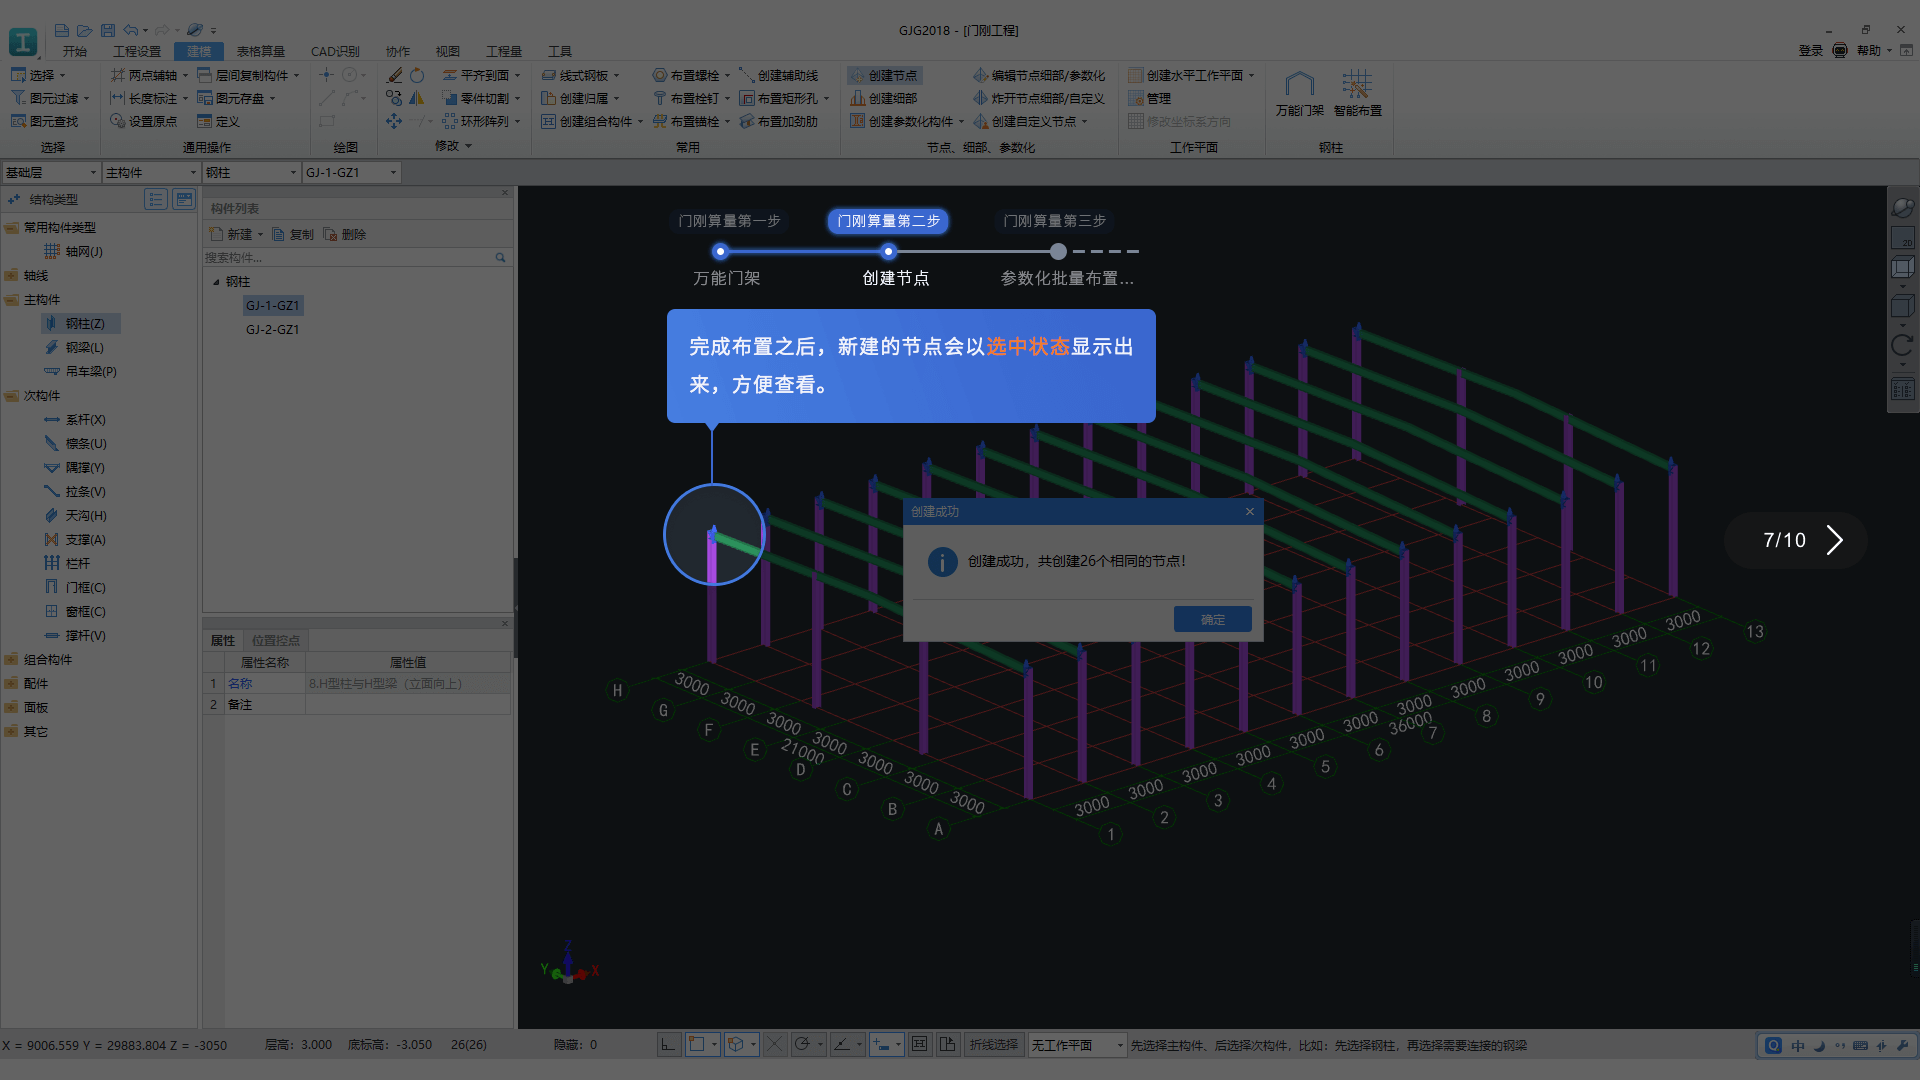 GJG2018 - [门刚工程]
开始 工程设置 建模 表格算量 CAD识别 协作 视图 工程量 工具
登录 帮助
选择 两点辅轴 层间复制构件 平齐到面 线式钢板 布置螺栓 创建辅助线 创建节点 编辑节点细部/参数化 创建水平工作平面
图元过滤 长度标注 图元存盘 零件切割 创建归属 布置栓钉 布置矩形孔 创建细部 炸开节点细部/自定义 管理 万能门架 智能布置
图元查找 设置原点 定义 环形阵列 创建组合构件 布置锚栓 布置加劲肋 创建参数化构件 创建自定义节点 修改坐标系方向
选择 通用操作 绘图 修改 常用 节点、细部、参数化 工作平面 钢柱
基础层 主构件 钢柱 GJ-1-GZ1
结构类型
常用构件类型
轴网(J)
轴线
主构件
钢柱(Z)
钢梁(L)
吊车梁(P)
次构件
系杆(X)
檩条(U)
隅撑(Y)
拉条(V)
天沟(H)
支撑(A)
栏杆
门框(C)
窗框(C)
撑杆(V)
组合构件
配件
面板
其它
构件列表
新建 复制 删除
搜索构件...
钢柱
GJ-1-GZ1
GJ-2-GZ1
属性 位置控点
属性名称 属性值
1 名称 8.H型柱与H型梁（立面向上）
2 备注
门刚算量第一步 门刚算量第二步 门刚算量第三步
万能门架 创建节点 参数化批量布置...
完成布置之后，新建的节点会以选中状态显示出
来，方便查看。
创建成功
创建成功，共创建26个相同的节点!
确定
7/10
20
H G F E D C B A
3000 3000 3000 3000 3000 3000 3000
21000
3000 3000 3000 3000 3000 3000 3000 3000 3000 3000 3000 3000
36000
1 2 3 4 5 6 7 8 9 10 11 12 13
Z
Y X
X = 9006.559 Y = 29883.804 Z = -3050 层高: 3.000 底标高: -3.050 26(26) 隐藏: 0 折线选择 无工作平面 先选择主构件、后选择次构件，比如：先选择钢柱，再选择需要连接的钢梁
中